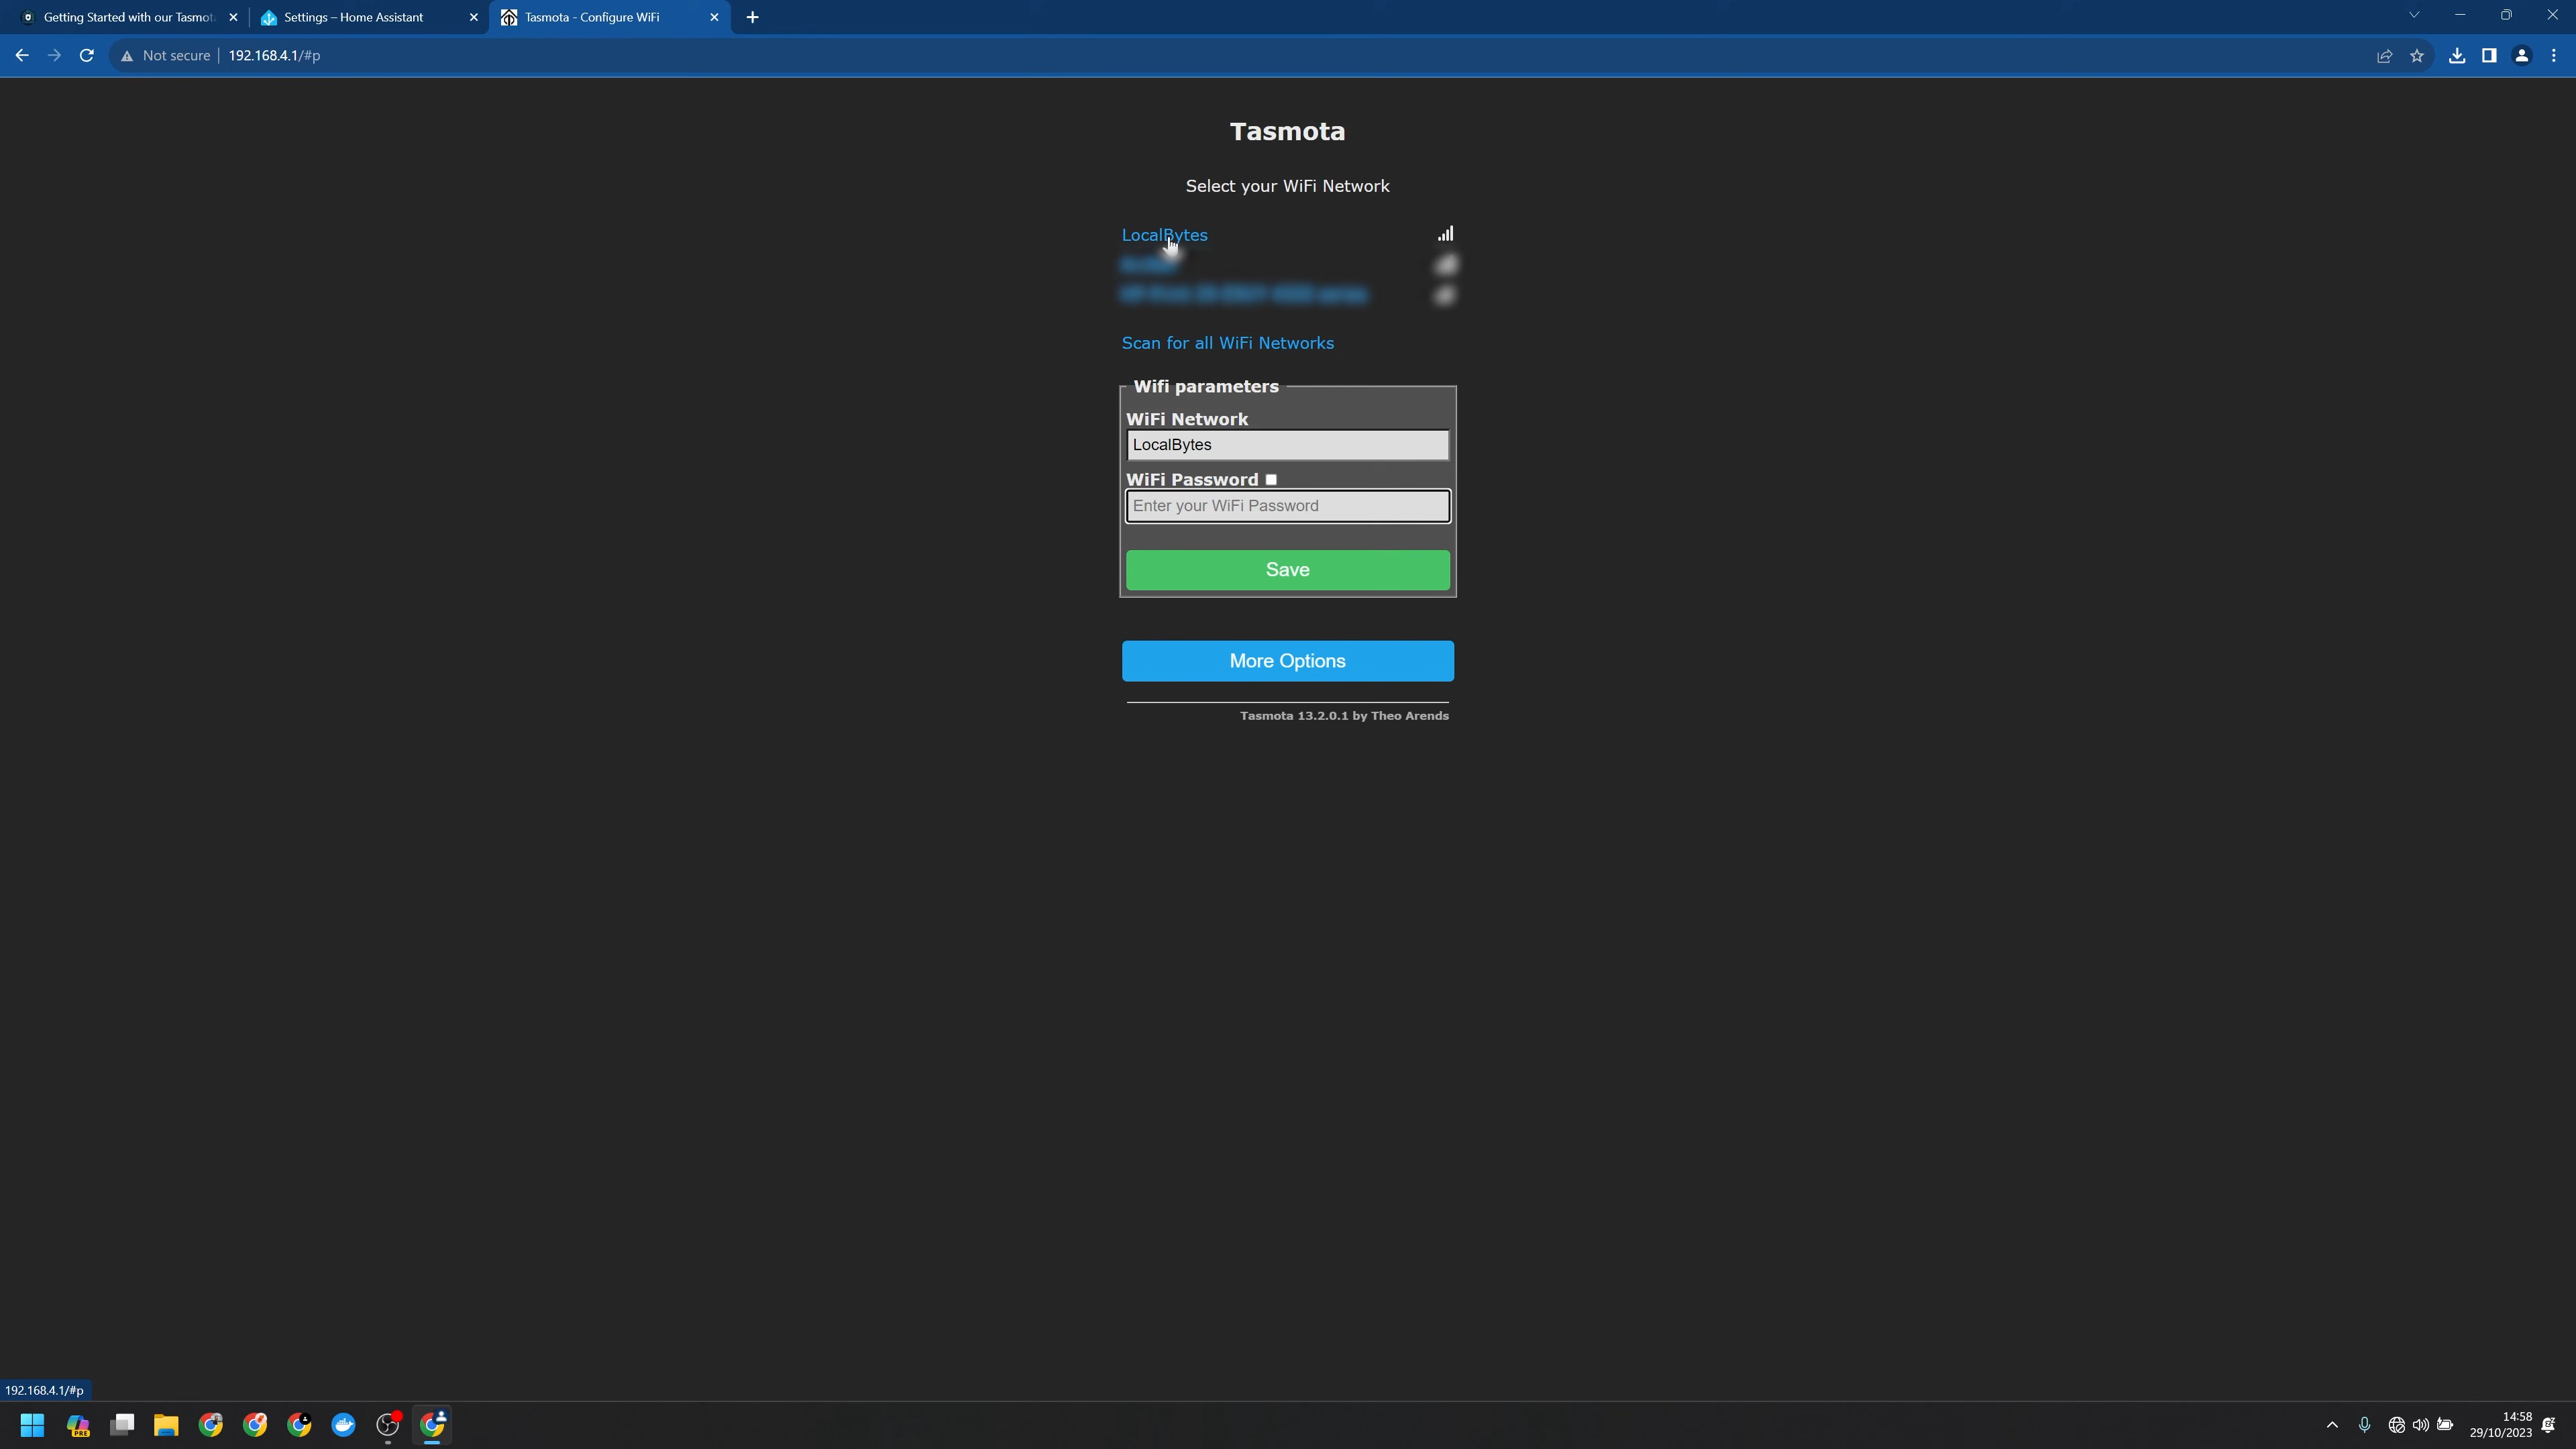 Getting Started with our Tasmot
Settings – Home Assistant
Tasmota - Configure WiFi
Not secure
192.168.4.1/#p
Tasmota
Select your WiFi Network
LocalBytes
Scan for all WiFi Networks
Wifi parameters
WiFi Network
LocalBytes
WiFi Password
Enter your WiFi Password
Save
More Options
Tasmota 13.2.0.1 by Theo Arends
192.168.4.1/#p
PRE
14:58
29/10/2023